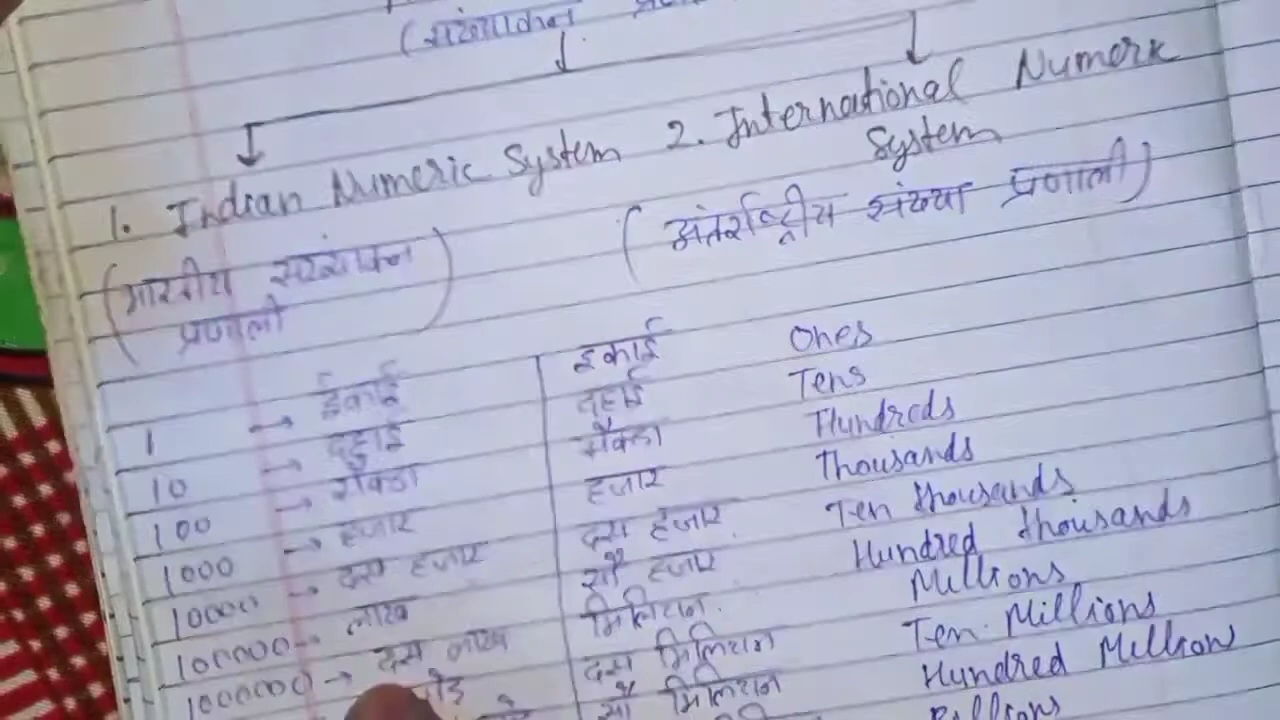 (संख्यांकन
1. Indian Numeric System 2. International Numeric
System
(भारतीय संख्यांकन
प्रणाली)
(अंतर्राष्ट्रीय संख्या प्रणाली)
1 → ईकाई इकाई Ones
10 → दहाई दहाई Tens
100 → सैकडा सैकडा Hundreds
1000 → हजार हजार Thousands
10000 → दस हजार दस हजार Ten thousands
100000 → लाख सौ हजार Hundred thousands
1000000 → दस लाख मिलियन. Millions
दस मिलियन Ten Millions
सौ मिलियन Hundred Million
Billions